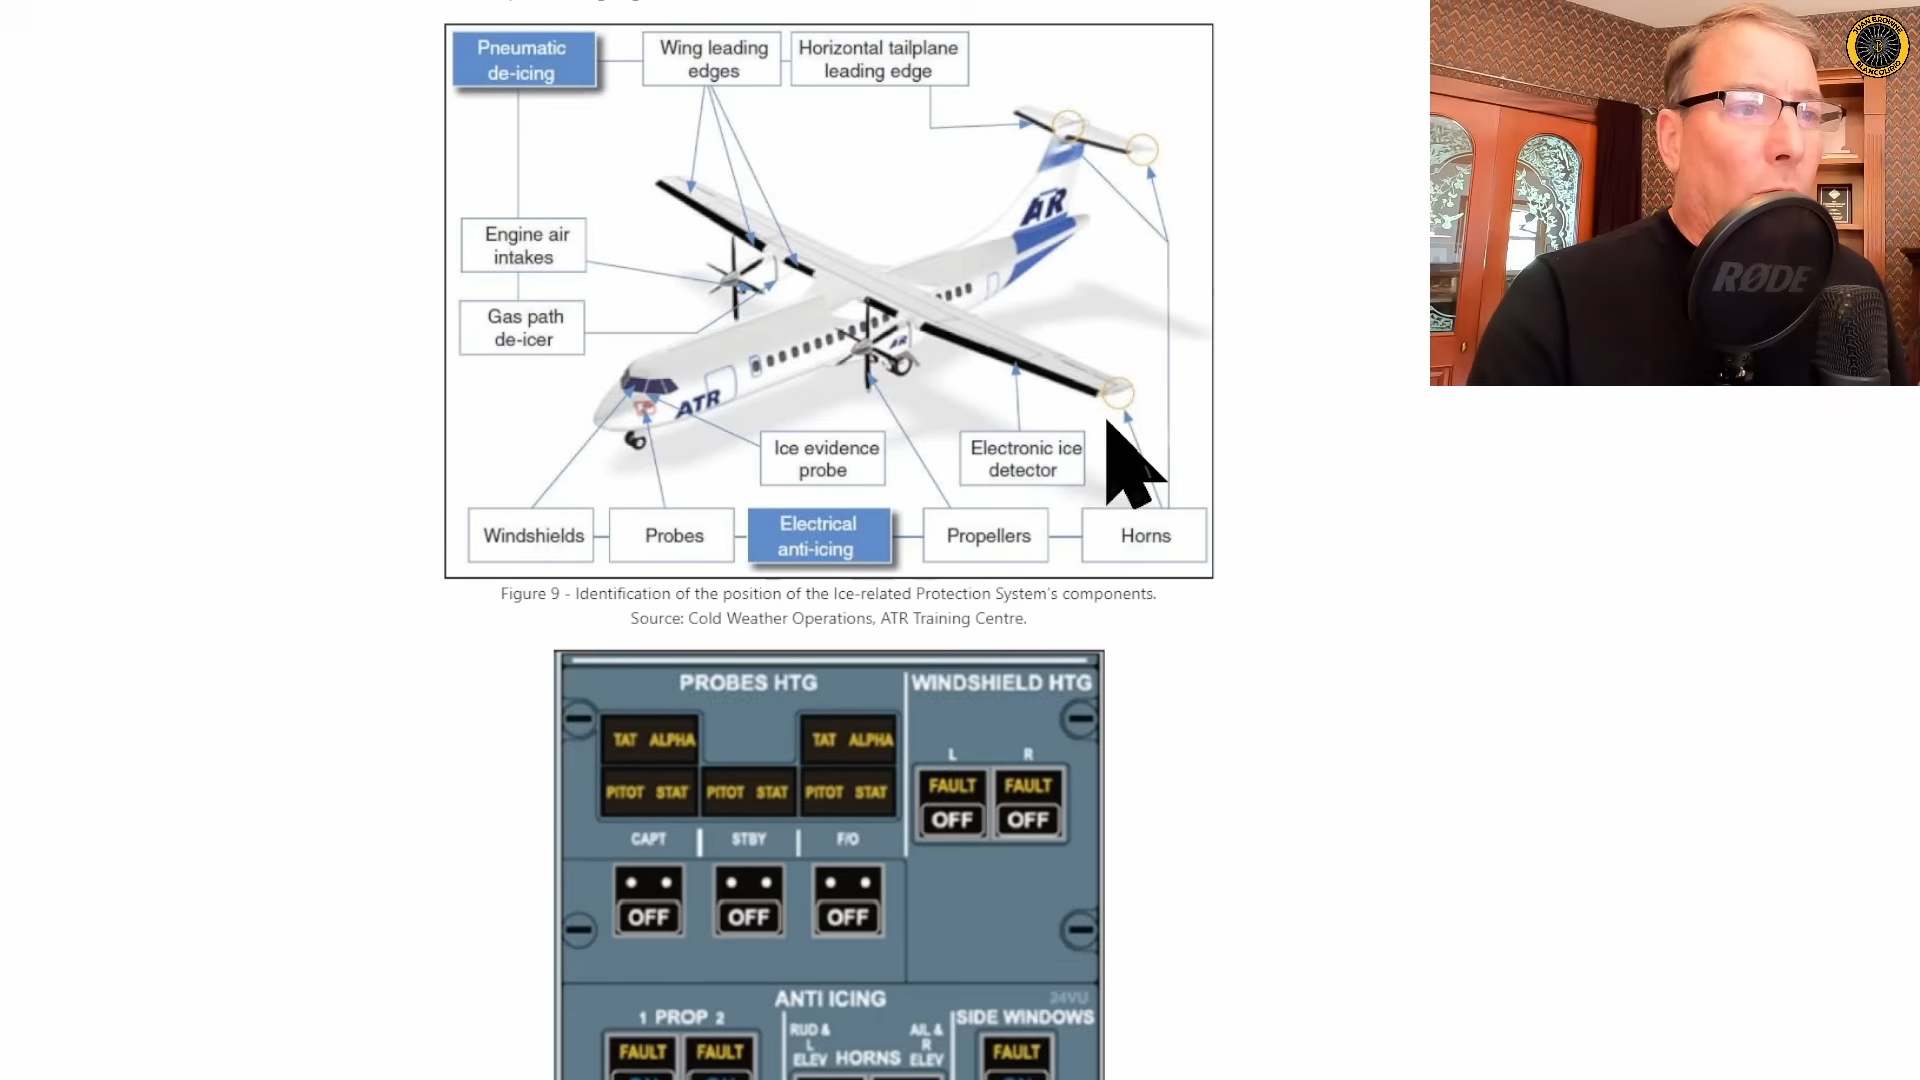 Pneumatic
de-icing
Wing leading
edges
Horizontal tailplane
leading edge
Engine air
intakes
Gas path
de-icer
ATR
ATR
Ice evidence
probe
Electronic ice
detector
Windshields
Probes
Electrical
anti-icing
Propellers
Horns
Figure 9 - Identification of the position of the Ice-related Protection System's components.
Source: Cold Weather Operations, ATR Training Centre.
PROBES HTG
WINDSHIELD HTG
TAT ALPHA
TAT ALPHA
L
R
PITOT STAT
PITOT STAT
PITOT STAT
FAULT
FAULT
OFF
OFF
CAPT
STBY
F/O
OFF
OFF
OFF
ANTI ICING
24VU
1 PROP 2
RUD &
L
ELEV
HORNS
AIL &
R
ELEV
SIDE WINDOWS
FAULT
FAULT
FAULT
RØDE
JUAN BROWNE
BLANCOLIRIO